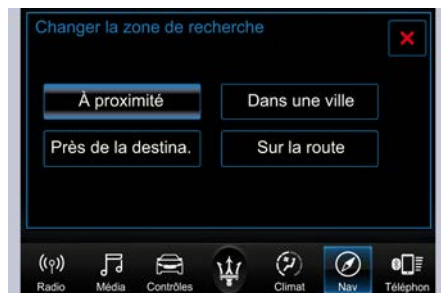 Changer la zone de recherche
À proximité
Dans une ville
Près de la destina.
Sur la route
Radio
Média
Contrôles
Climat
Nav
Téléphon